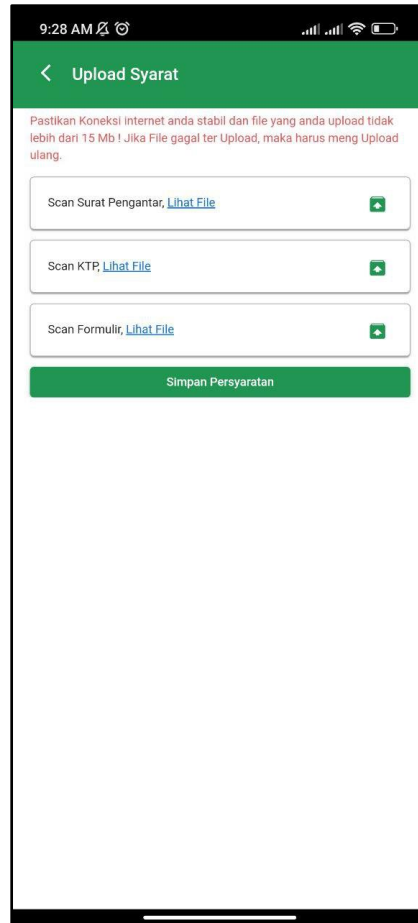 9:28 AM
Upload Syarat
Pastikan Koneksi internet anda stabil dan file yang anda upload tidak
lebih dari 15 Mb ! Jika File gagal ter Upload, maka harus meng Upload
ulang.
Scan Surat Pengantar, Lihat File
Scan KTP, Lihat File
Scan Formulir, Lihat File
Simpan Persyaratan